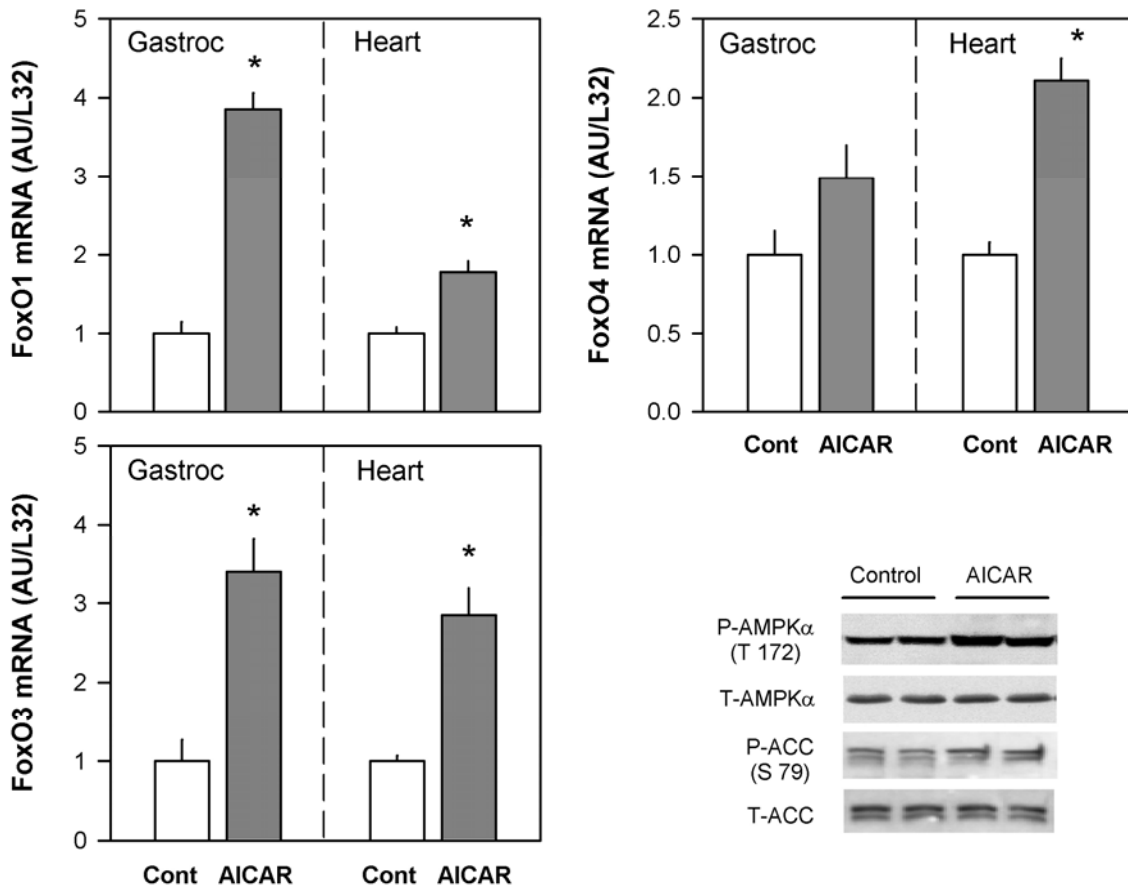 FoxO1 mRNA (AU/L32)
5
4
3
2
1
0
Gastroc
Heart
*
*
FoxO4 mRNA (AU/L32)
2.5
2.0
1.5
1.0
0.5
0.0
Gastroc
Heart
*
Cont AICAR Cont AICAR
FoxO3 mRNA (AU/L32)
5
4
3
2
1
0
Gastroc
Heart
*
*
Cont AICAR Cont AICAR
Control AICAR
P-AMPKα
(T 172)
T-AMPKα
P-ACC
(S 79)
T-ACC